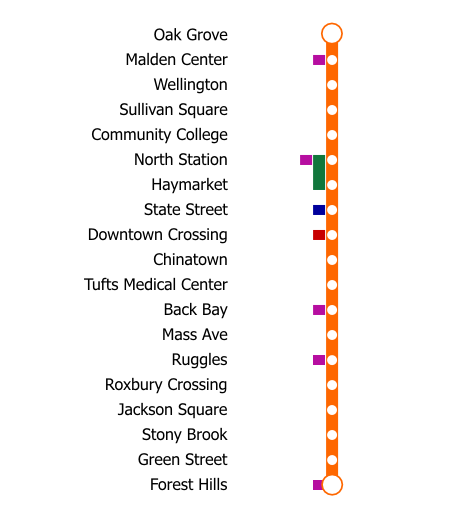 Oak Grove
Malden Center
Wellington
Sullivan Square
Community College
North Station
Haymarket
State Street
Downtown Crossing
Chinatown
Tufts Medical Center
Back Bay
Mass Ave
Ruggles
Roxbury Crossing
Jackson Square
Stony Brook
Green Street
Forest Hills